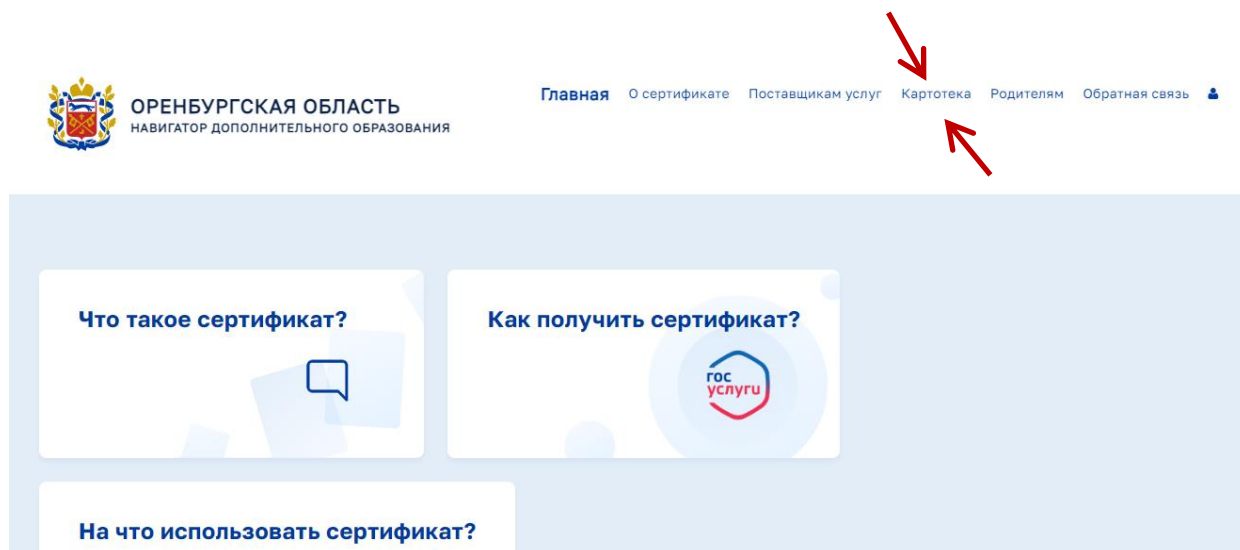 ОРЕНБУРГСКАЯ ОБЛАСТЬ
НАВИГАТОР ДОПОЛНИТЕЛЬНОГО ОБРАЗОВАНИЯ
Главная О сертификате Поставщикам услуг Картотека Родителям Обратная связь
Что такое сертификат?
Как получить сертификат?
гос
услуги
На что использовать сертификат?